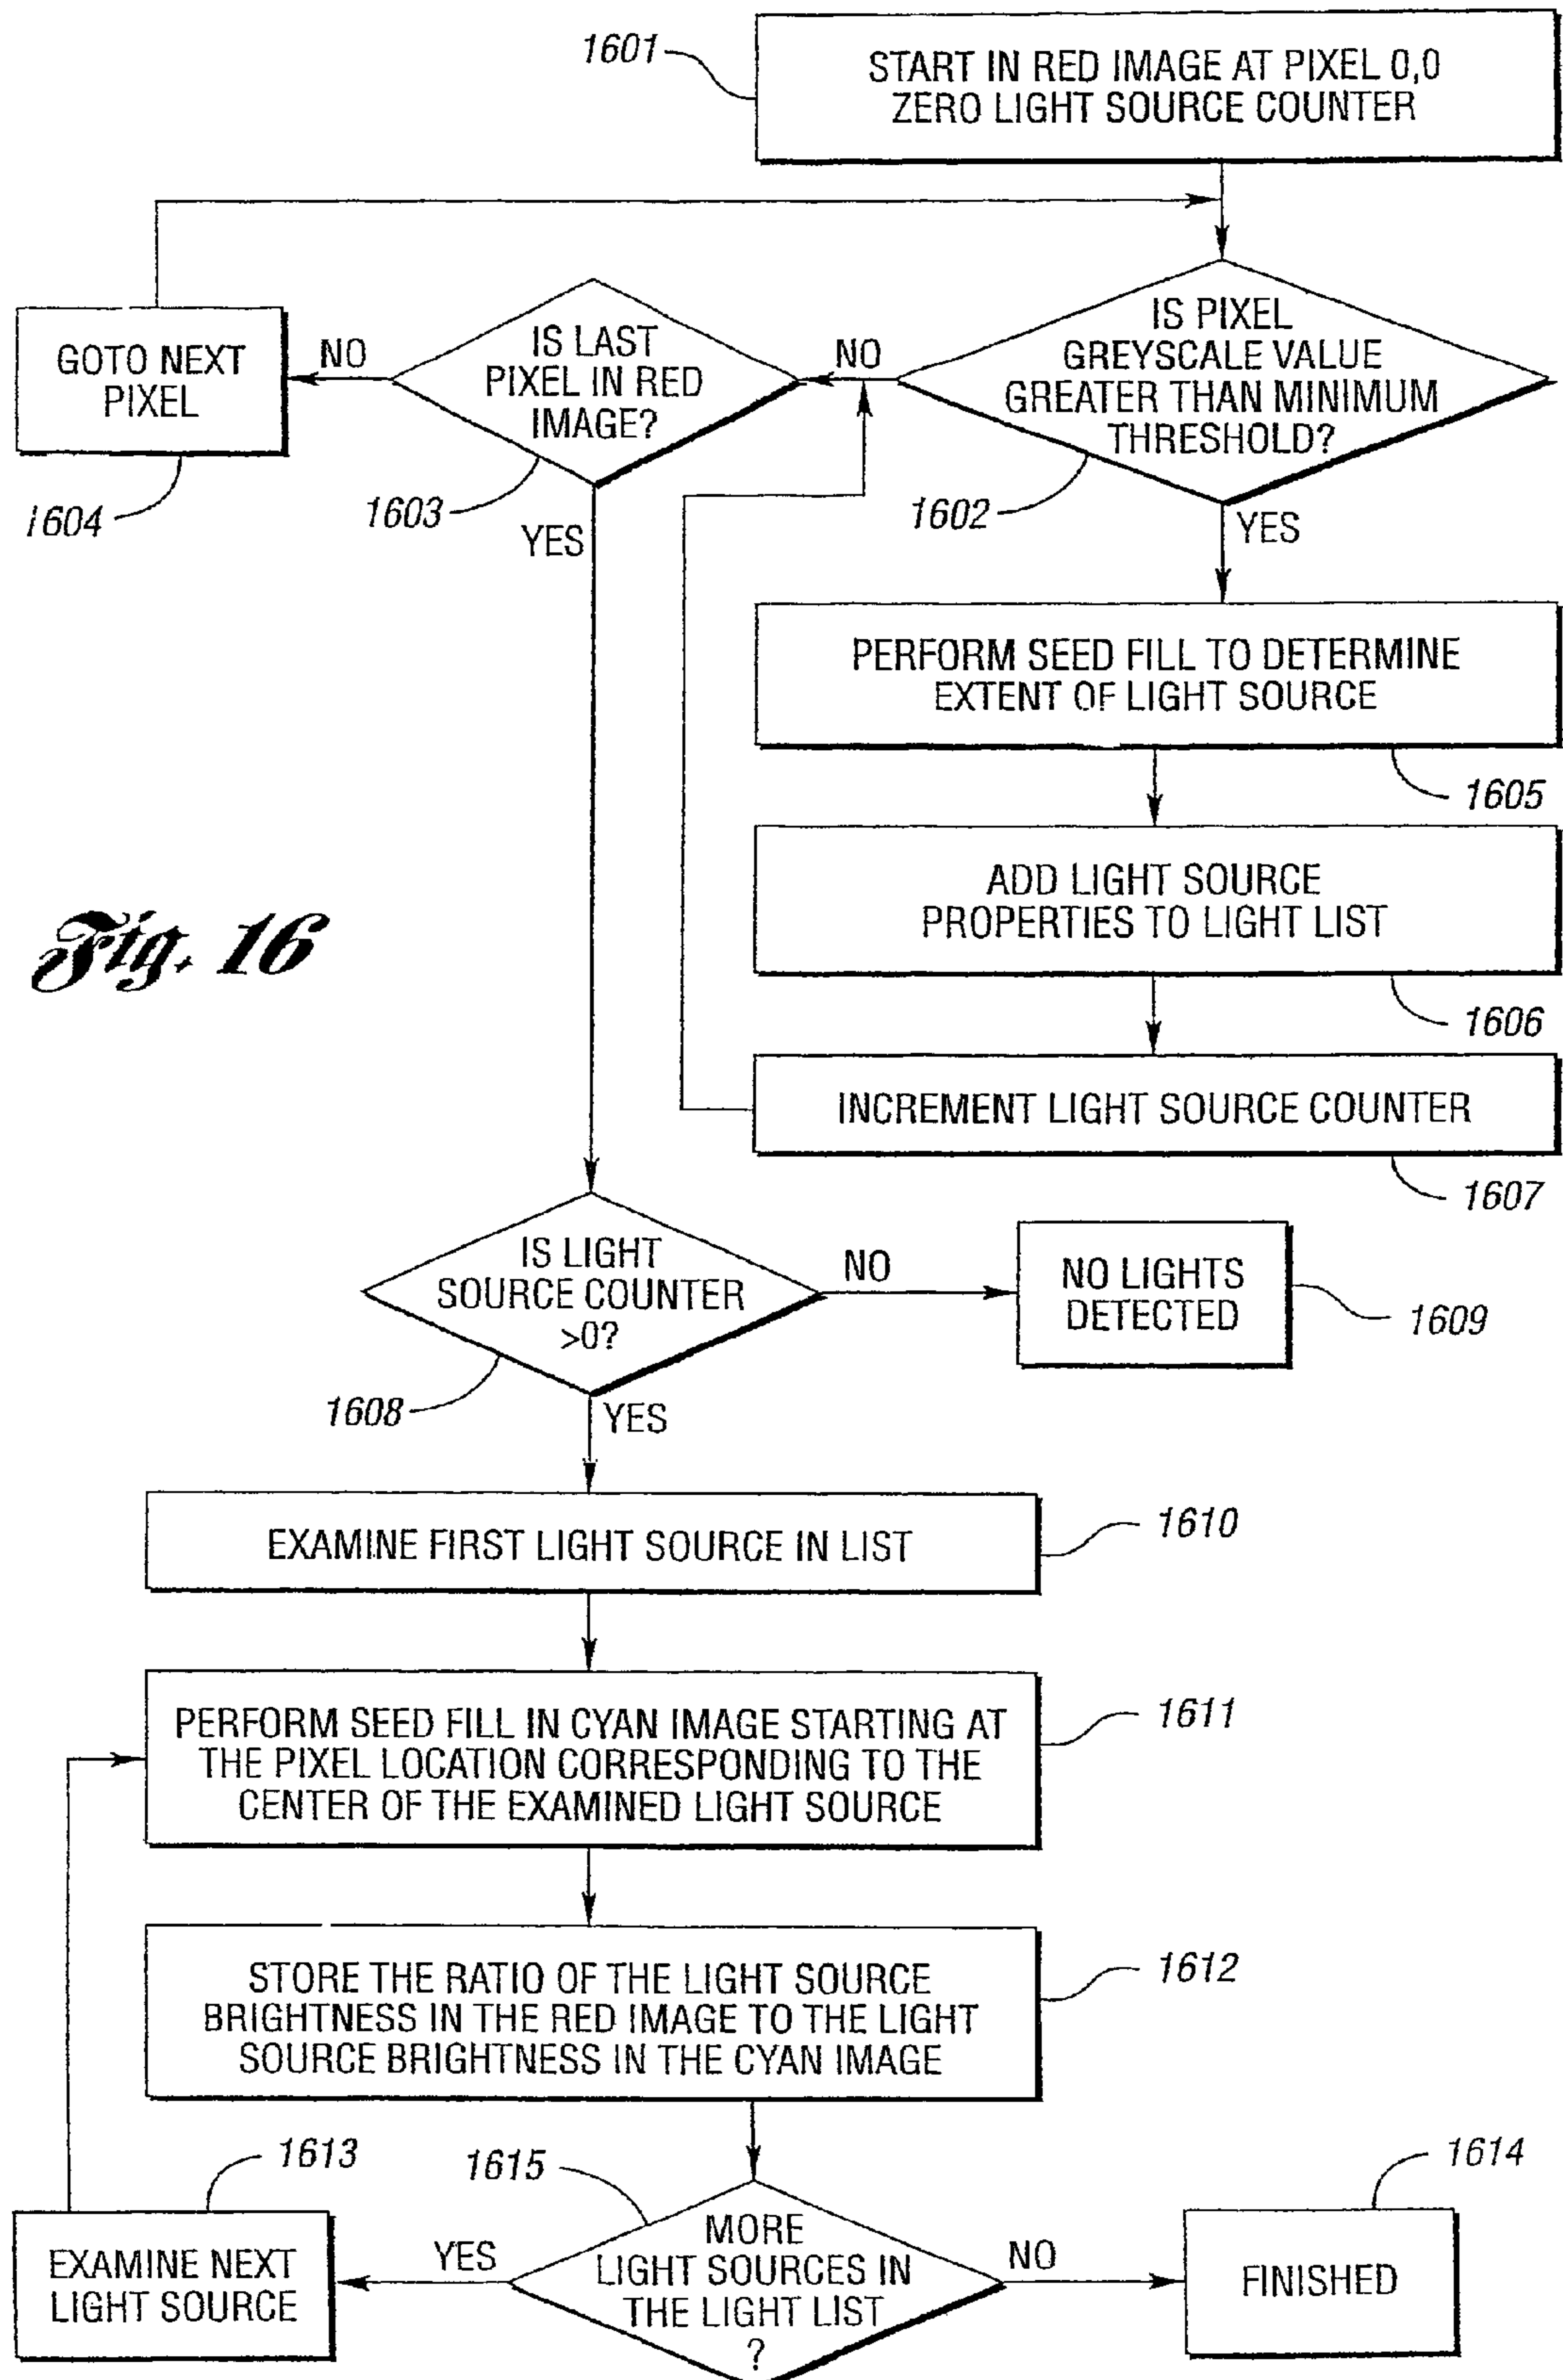 1601
START IN RED IMAGE AT PIXEL 0,0
ZERO LIGHT SOURCE COUNTER
GOTO NEXT
PIXEL
1604
NO
IS LAST
PIXEL IN RED
IMAGE?
1603
YES
NO
IS PIXEL
GREYSCALE VALUE
GREATER THAN MINIMUM
THRESHOLD?
1602
YES
PERFORM SEED FILL TO DETERMINE
EXTENT OF LIGHT SOURCE
1605
ADD LIGHT SOURCE
PROPERTIES TO LIGHT LIST
1606
Fig. 16
INCREMENT LIGHT SOURCE COUNTER
1607
IS LIGHT
SOURCE COUNTER
>0?
1608
NO
NO LIGHTS
DETECTED
1609
YES
EXAMINE FIRST LIGHT SOURCE IN LIST
1610
PERFORM SEED FILL IN CYAN IMAGE STARTING AT
THE PIXEL LOCATION CORRESPONDING TO THE
CENTER OF THE EXAMINED LIGHT SOURCE
1611
STORE THE RATIO OF THE LIGHT SOURCE
BRIGHTNESS IN THE RED IMAGE TO THE LIGHT
SOURCE BRIGHTNESS IN THE CYAN IMAGE
1612
1613
EXAMINE NEXT
LIGHT SOURCE
YES
1615
MORE
LIGHT SOURCES IN
THE LIGHT LIST
?
NO
1614
FINISHED